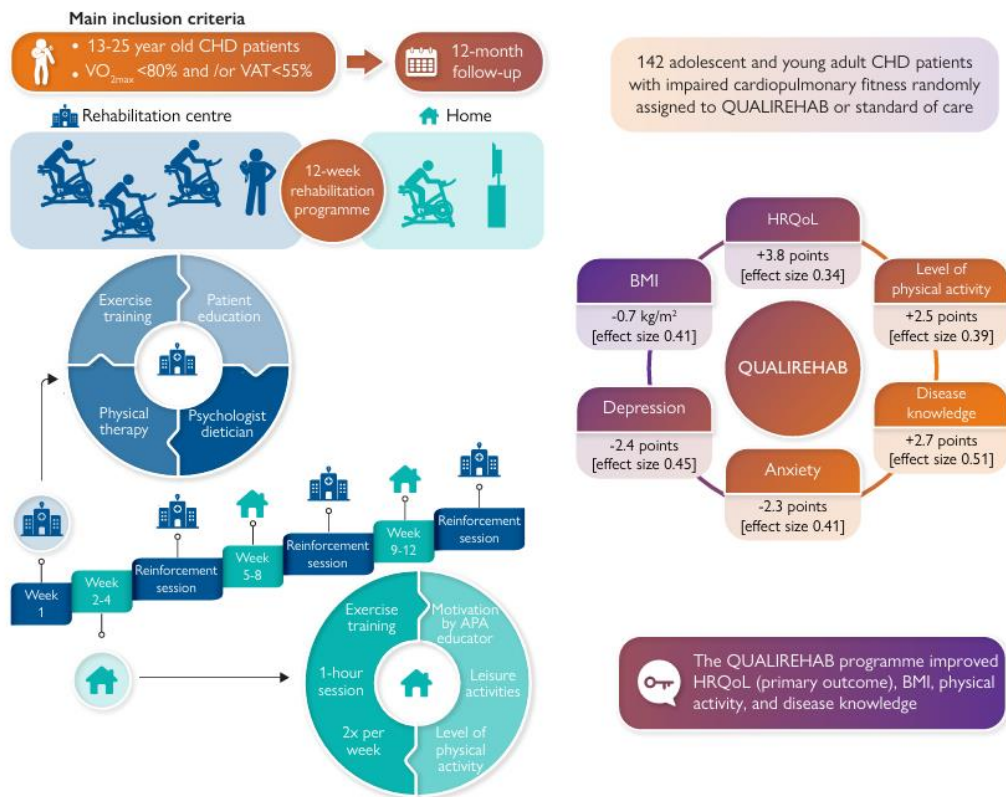 Main inclusion criteria
• 13-25 year old CHD patients
• VO2max <80% and /or VAT<55%
12-month
follow-up
Rehabilitation centre
Home
12-week
rehabilitation
programme
Exercise
training
Patient
education
Physical
therapy
Psychologist
dietician
Week
1
Week
2-4
Reinforcement
session
Week
5-8
Reinforcement
session
Week
9-12
Reinforcement
session
Exercise
training
Motivation
by APA
educator
1-hour
session
Leisure
activities
2x per
week
Level of
physical
activity
142 adolescent and young adult CHD patients
with impaired cardiopulmonary fitness randomly
assigned to QUALIREHAB or standard of care
HRQoL
+3.8 points
[effect size 0.34]
BMI
-0.7 kg/m²
[effect size 0.41]
Level of
physical activity
+2.5 points
[effect size 0.39]
QUALIREHAB
Depression
-2.4 points
[effect size 0.45]
Disease
knowledge
+2.7 points
[effect size 0.51]
Anxiety
-2.3 points
[effect size 0.41]
The QUALIREHAB programme improved
HRQoL (primary outcome), BMI, physical
activity, and disease knowledge